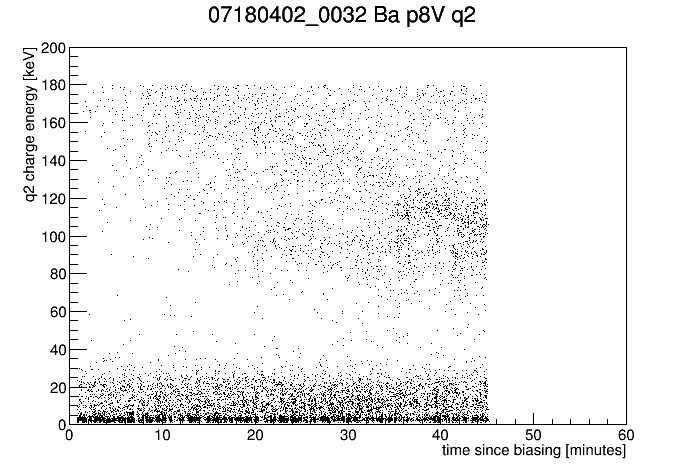 07180402_0032 Ba p8V q2
q2 charge energy [keV]
200
180
160
140
120
100
80
60
40
20
0
0 10 20 30 40 50 60
time since biasing [minutes]